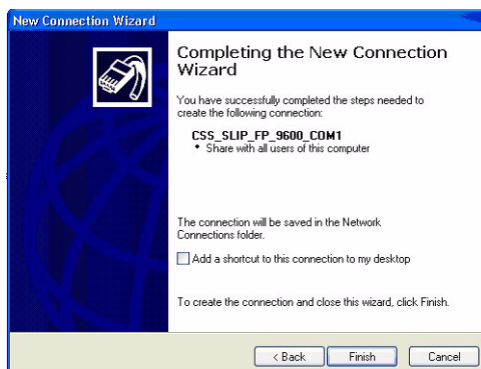 New Connection Wizard
Completing the New Connection
Wizard
You have successfully completed the steps needed to
create the following connection:
CSS_SLIP_FP_9600_COM1
• Share with all users of this computer
The connection will be saved in the Network
Connections folder.
Add a shortcut to this connection to my desktop
To create the connection and close this wizard, click Finish.
< Back Finish Cancel